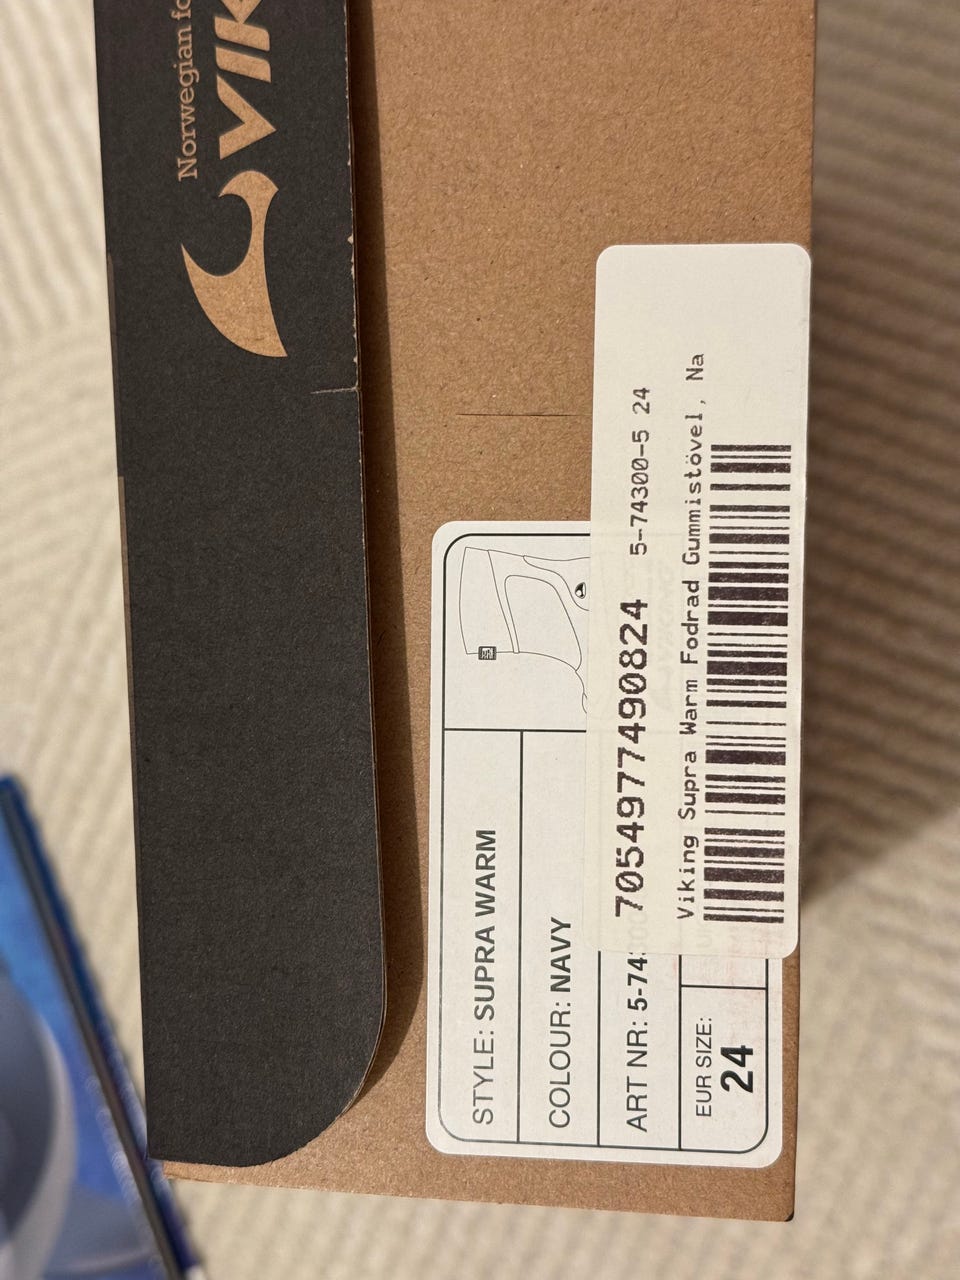 Norwegian
VIK
STYLE: SUPRA WARM
COLOUR: NAVY
ART NR: 5-74
EUR SIZE:
24
7054977490824 5-74300-5 24
Viking Supra Warm Fodrad Gummistövel, Na